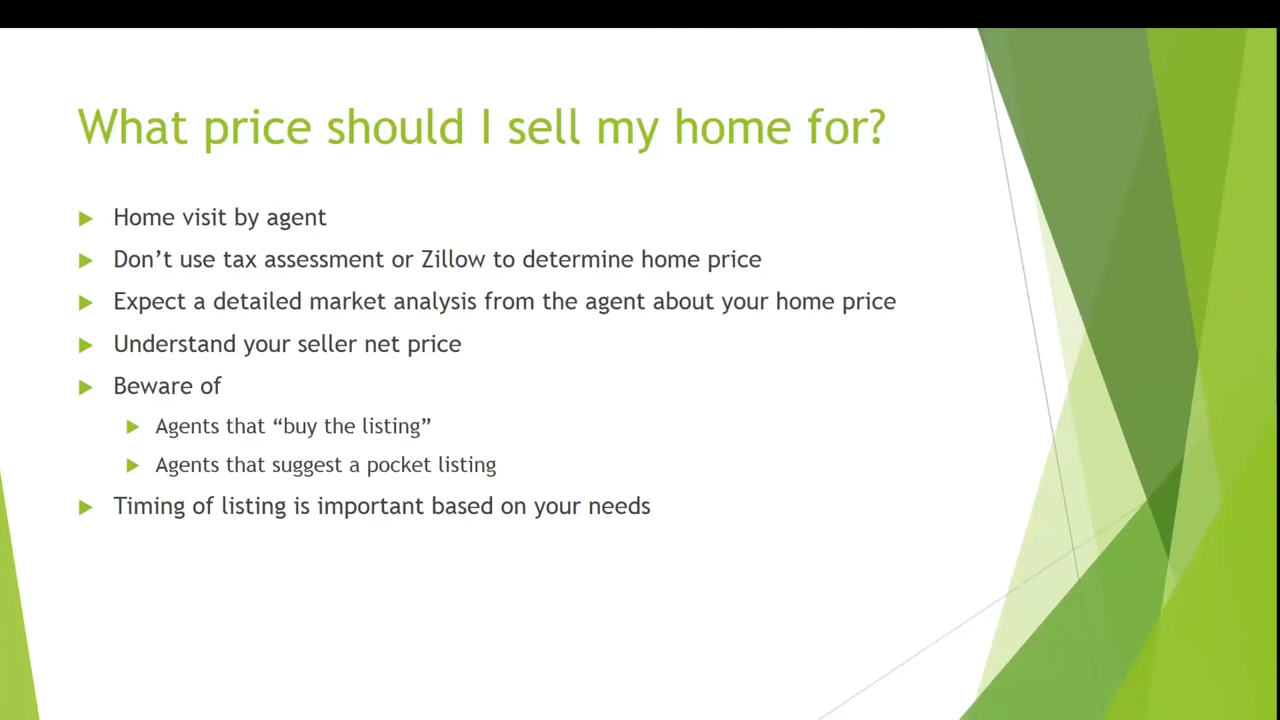 What price should I sell my home for?
Home visit by agent
Don’t use tax assessment or Zillow to determine home price
Expect a detailed market analysis from the agent about your home price
Understand your seller net price
Beware of
Agents that “buy the listing”
Agents that suggest a pocket listing
Timing of listing is important based on your needs